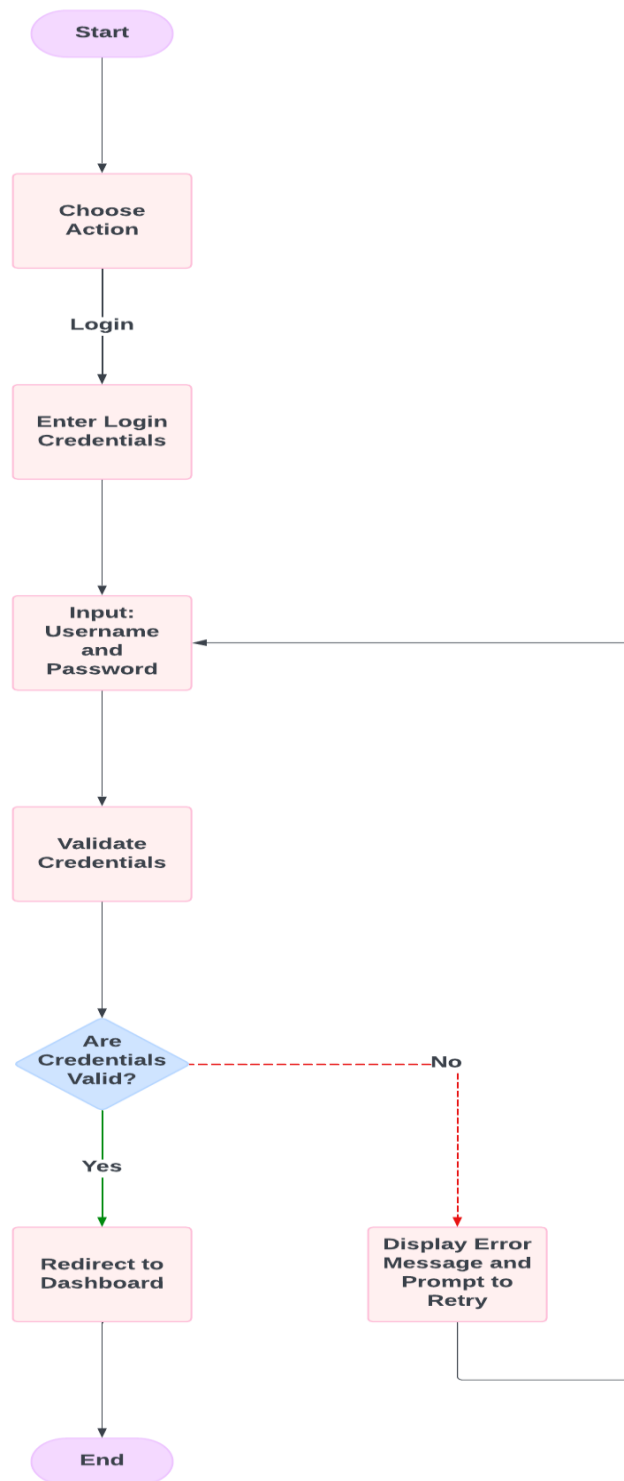 Start
Choose
Action
Login
Enter Login
Credentials
Input:
Username
and
Password
Validate
Credentials
Are
Credentials
Valid?
No
Yes
Redirect to
Dashboard
Display Error
Message and
Prompt to
Retry
End